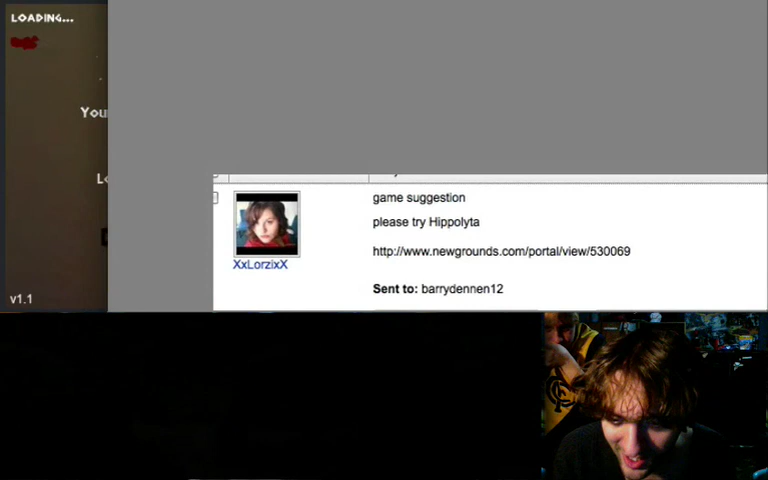 LOADING...
You
v1.1
game suggestion
please try Hippolyta
http://www.newgrounds.com/portal/view/530069
XxLorzixX
Sent to: barrydennen12